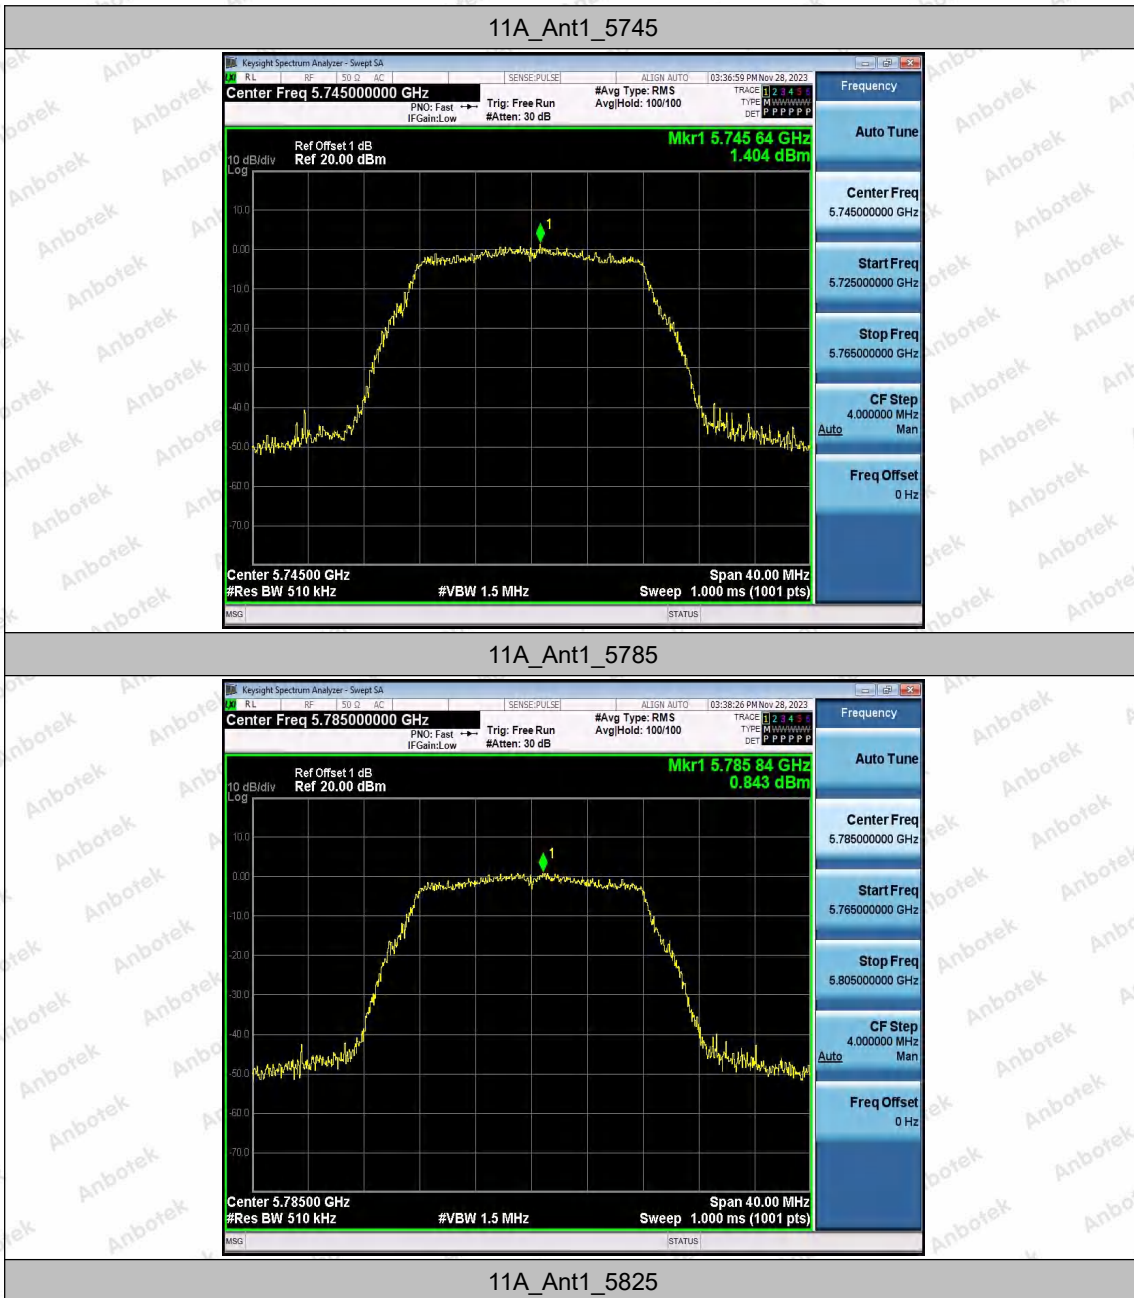 11A_Ant1_5745
Keysight Spectrum Analyzer - Swept SA
LXI RL RF 50 Ω AC SENSE:PULSE ALIGN AUTO 03:36:59 PM Nov 28, 2023
Center Freq 5.745000000 GHz
PNO: Fast
IFGain:Low
Trig: Free Run
#Atten: 30 dB
#Avg Type: RMS
Avg|Hold: 100/100
TRACE 1 2 3 4 5 6
TYPE M W W W W W
DET P P P P P P
Frequency
Auto Tune
Center Freq
5.745000000 GHz
Start Freq
5.725000000 GHz
Stop Freq
5.765000000 GHz
CF Step
4.000000 MHz
Auto Man
Freq Offset
0 Hz
Ref Offset 1 dB
10 dB/div Ref 20.00 dBm
Log
Mkr1 5.745 64 GHz
1.404 dBm
1
10.0
0.00
-10.0
-20.0
-30.0
-40.0
-50.0
-60.0
-70.0
Center 5.74500 GHz Span 40.00 MHz
#Res BW 510 kHz #VBW 1.5 MHz Sweep 1.000 ms (1001 pts)
MSG STATUS
11A_Ant1_5785
Keysight Spectrum Analyzer - Swept SA
LXI RL RF 50 Ω AC SENSE:PULSE ALIGN AUTO 03:38:26 PM Nov 28, 2023
Center Freq 5.785000000 GHz
PNO: Fast
IFGain:Low
Trig: Free Run
#Atten: 30 dB
#Avg Type: RMS
Avg|Hold: 100/100
TRACE 1 2 3 4 5 6
TYPE M W W W W W
DET P P P P P P
Frequency
Auto Tune
Center Freq
5.785000000 GHz
Start Freq
5.765000000 GHz
Stop Freq
5.805000000 GHz
CF Step
4.000000 MHz
Auto Man
Freq Offset
0 Hz
Ref Offset 1 dB
10 dB/div Ref 20.00 dBm
Log
Mkr1 5.785 84 GHz
0.843 dBm
1
10.0
0.00
-10.0
-20.0
-30.0
-40.0
-50.0
-60.0
-70.0
Center 5.78500 GHz Span 40.00 MHz
#Res BW 510 kHz #VBW 1.5 MHz Sweep 1.000 ms (1001 pts)
MSG STATUS
11A_Ant1_5825
Anbotek